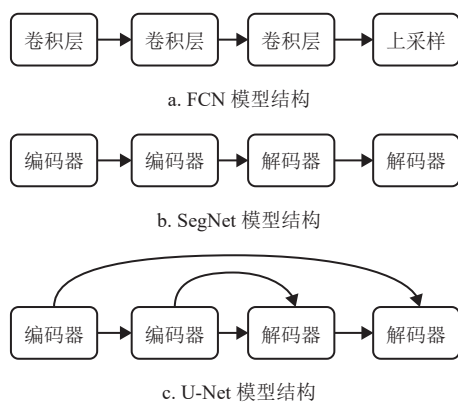 卷积层 卷积层 卷积层 上采样
a. FCN 模型结构
编码器 编码器 解码器 解码器
b. SegNet 模型结构
编码器 编码器 解码器 解码器
c. U-Net 模型结构